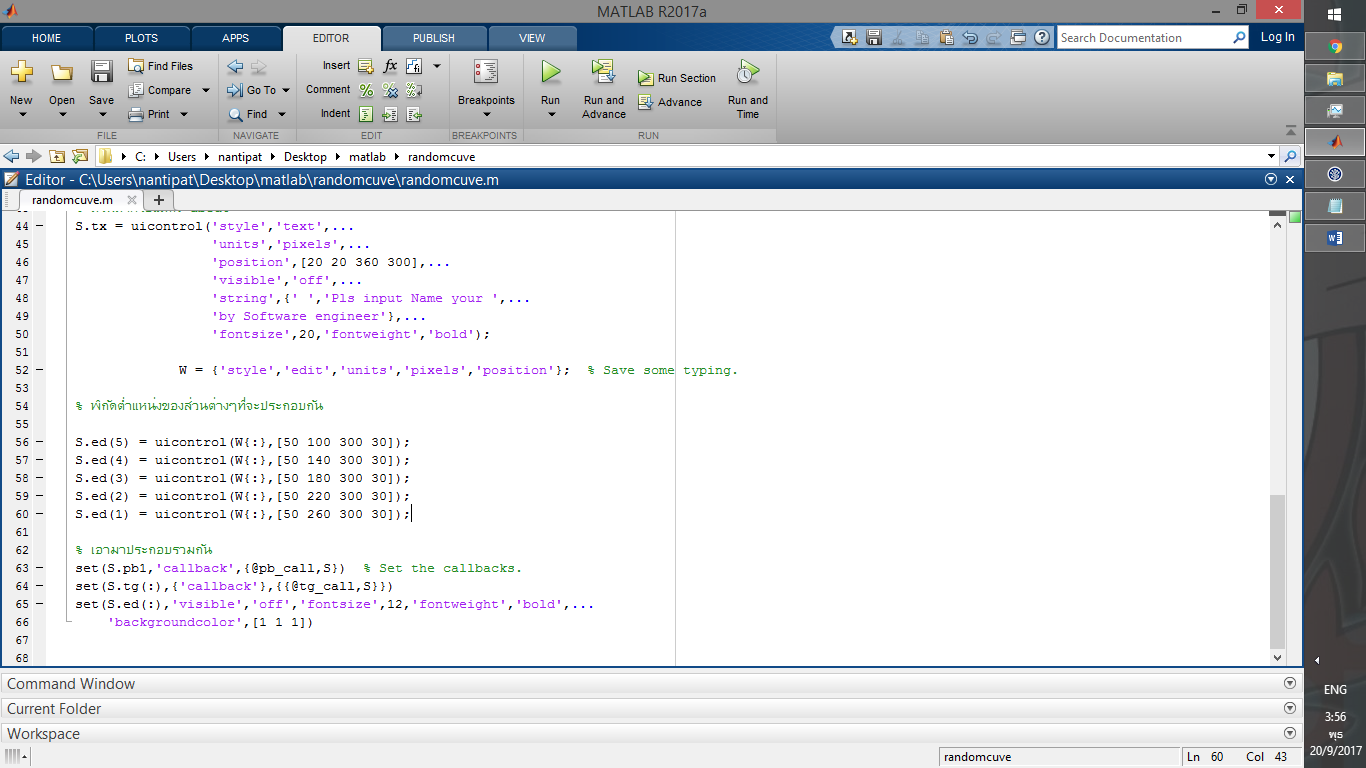 MATLAB R2017a
HOME PLOTS APPS EDITOR PUBLISH VIEW Search Documentation Log In
New Open Save Find Files Compare Print
Go To Find
Insert fx Comment Indent
Breakpoints
Run Run and Advance Run Section Advance Run and Time
FILE NAVIGATE EDIT BREAKPOINTS RUN
C: Users nantipat Desktop matlab randomcuve
Editor - C:\Users\nantipat\Desktop\matlab\randomcuve\randomcuve.m
randomcuve.m
44 S.tx = uicontrol('style','text',...
45 'units','pixels',...
46 'position',[20 20 360 300],...
47 'visible','off',...
48 'string',{' ','Pls input Name your ',...
49 'by Software engineer'},...
50 'fontsize',20,'fontweight','bold');
51
52 W = {'style','edit','units','pixels','position'}; % Save some typing.
53
54 % พิกัดตำแหน่งของส่วนต่างๆที่จะประกอบกัน
55
56 S.ed(5) = uicontrol(W{:},[50 100 300 30]);
57 S.ed(4) = uicontrol(W{:},[50 140 300 30]);
58 S.ed(3) = uicontrol(W{:},[50 180 300 30]);
59 S.ed(2) = uicontrol(W{:},[50 220 300 30]);
60 S.ed(1) = uicontrol(W{:},[50 260 300 30]);
61
62 % เอามาประกอบรวมกัน
63 set(S.pb1,'callback',{@pb_call,S}) % Set the callbacks.
64 set(S.tg(:),{'callback'},{{@tg_call,S}})
65 set(S.ed(:),'visible','off','fontsize',12,'fontweight','bold',...
66 'backgroundcolor',[1 1 1])
67
68
Command Window
Current Folder
Workspace
randomcuve Ln 60 Col 43
ENG
3:56
พุธ
20/9/2017